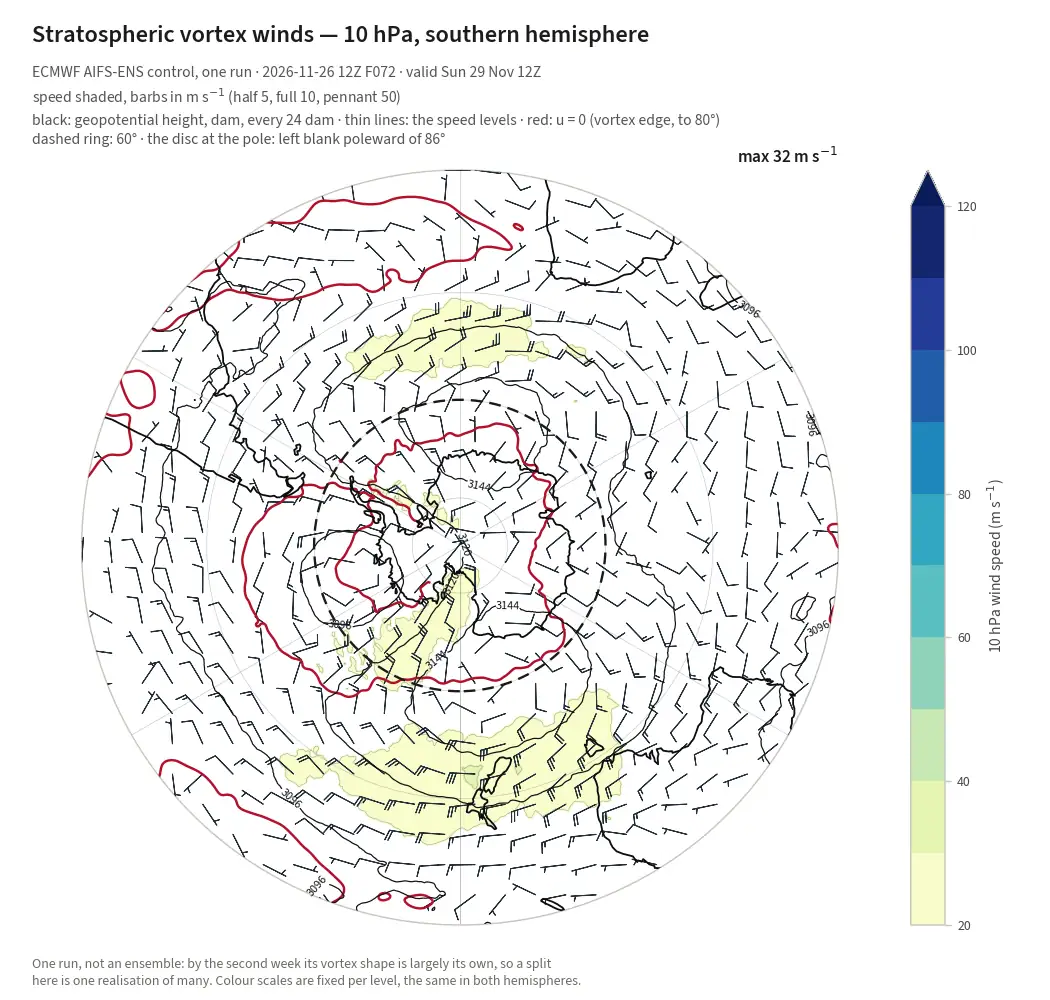 Stratospheric vortex winds — 10 hPa, southern hemisphere
ECMWF AIFS-ENS control, one run · 2026-11-26 12Z F072 · valid Sun 29 Nov 12Z
speed shaded, barbs in m s⁻¹ (half 5, full 10, pennant 50)
black: geopotential height, dam, every 24 dam · thin lines: the speed levels · red: u = 0 (vortex edge, to 80°)
dashed ring: 60° · the disc at the pole: left blank poleward of 86°
max 32 m s⁻¹
120
100
80
60
40
20
10 hPa wind speed (m s⁻¹)
3096
3096
3144
3120
3120
3144
3096
3096
3144
3096
3096
One run, not an ensemble: by the second week its vortex shape is largely its own, so a split
here is one realisation of many. Colour scales are fixed per level, the same in both hemispheres.